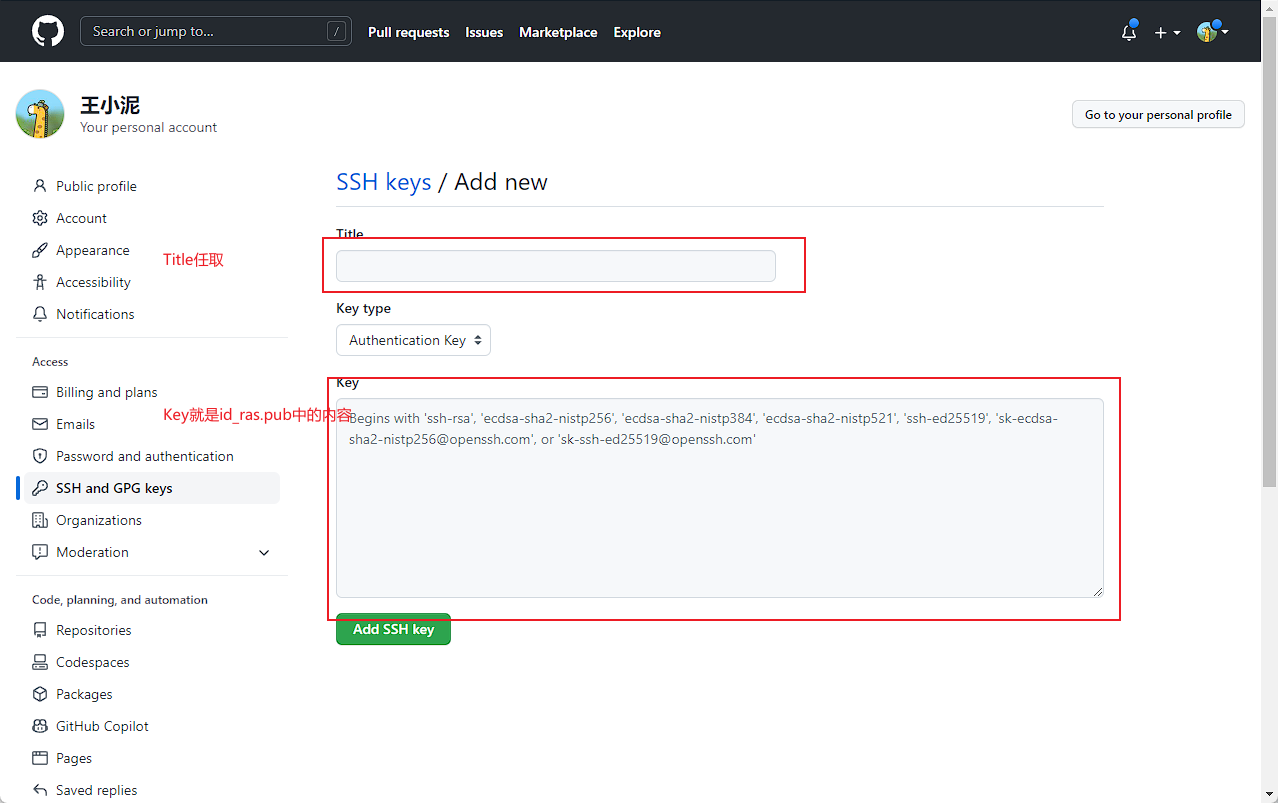 Search or jump to...
/
Pull requests
Issues
Marketplace
Explore
王小泥
Your personal account
Go to your personal profile
Public profile
Account
Appearance
Accessibility
Notifications
Access
Billing and plans
Emails
Password and authentication
SSH and GPG keys
Organizations
Moderation
Code, planning, and automation
Repositories
Codespaces
Packages
GitHub Copilot
Pages
Saved replies
SSH keys / Add new
Title
Title任取
Key type
Authentication Key
Key
Key就是id_ras.pub中的内容
Begins with 'ssh-rsa', 'ecdsa-sha2-nistp256', 'ecdsa-sha2-nistp384', 'ecdsa-sha2-nistp521', 'ssh-ed25519', 'sk-ecdsa-
sha2-nistp256@openssh.com', or 'sk-ssh-ed25519@openssh.com'
Add SSH key